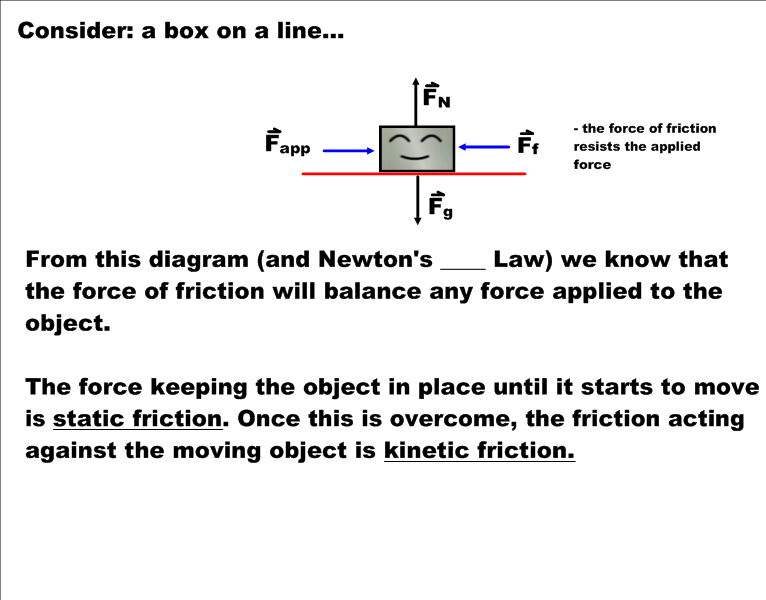 Consider: a box on a line...
F⃗N
F⃗app
F⃗f
- the force of friction
resists the applied
force
F⃗g
From this diagram (and Newton's ____ Law) we know that
the force of friction will balance any force applied to the
object.
The force keeping the object in place until it starts to move
is static friction. Once this is overcome, the friction acting
against the moving object is kinetic friction.